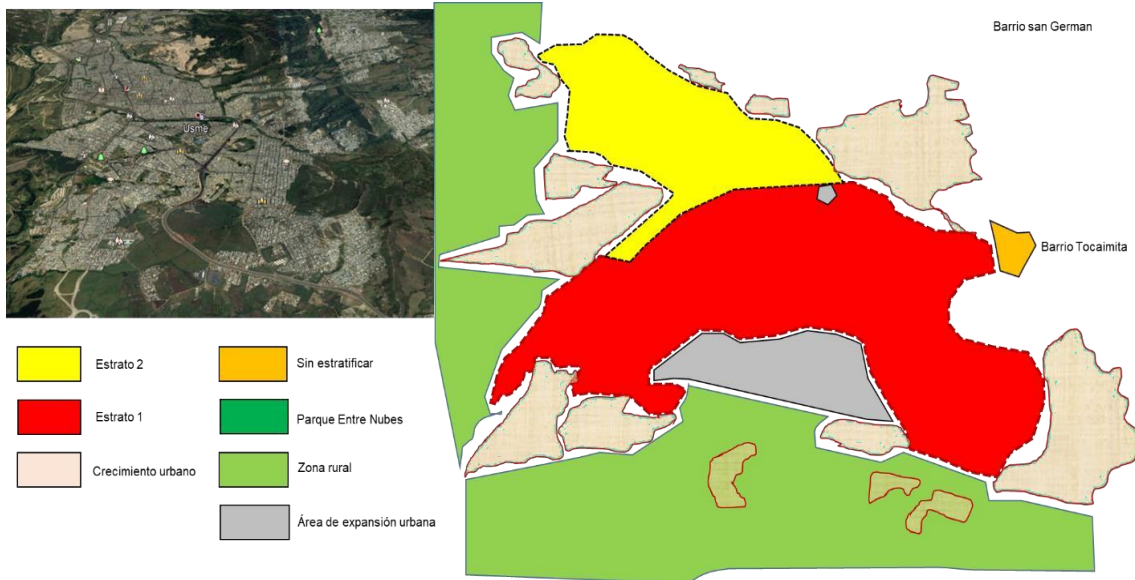 Usme
Barrio san German
Barrio Tocaimita
Estrato 2
Sin estratificar
Estrato 1
Parque Entre Nubes
Crecimiento urbano
Zona rural
Área de expansión urbana